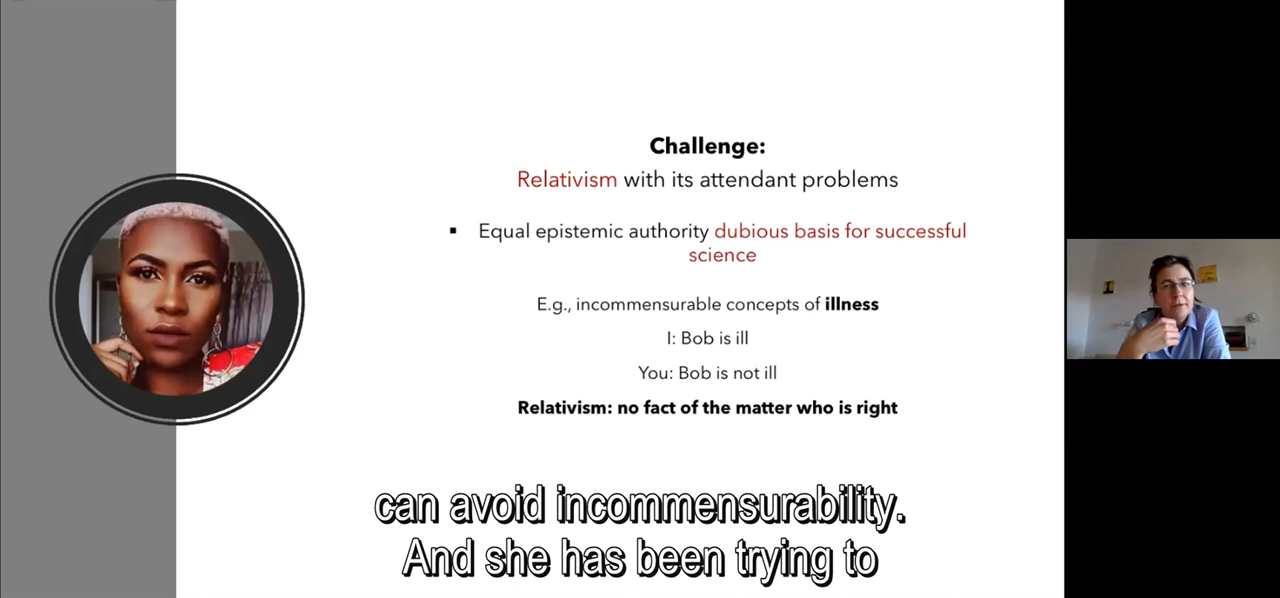 Challenge:
Relativism with its attendant problems
▪ Equal epistemic authority dubious basis for successful
science
E.g., incommensurable concepts of illness
I: Bob is ill
You: Bob is not ill
Relativism: no fact of the matter who is right
can avoid incommensurability.
And she has been trying to